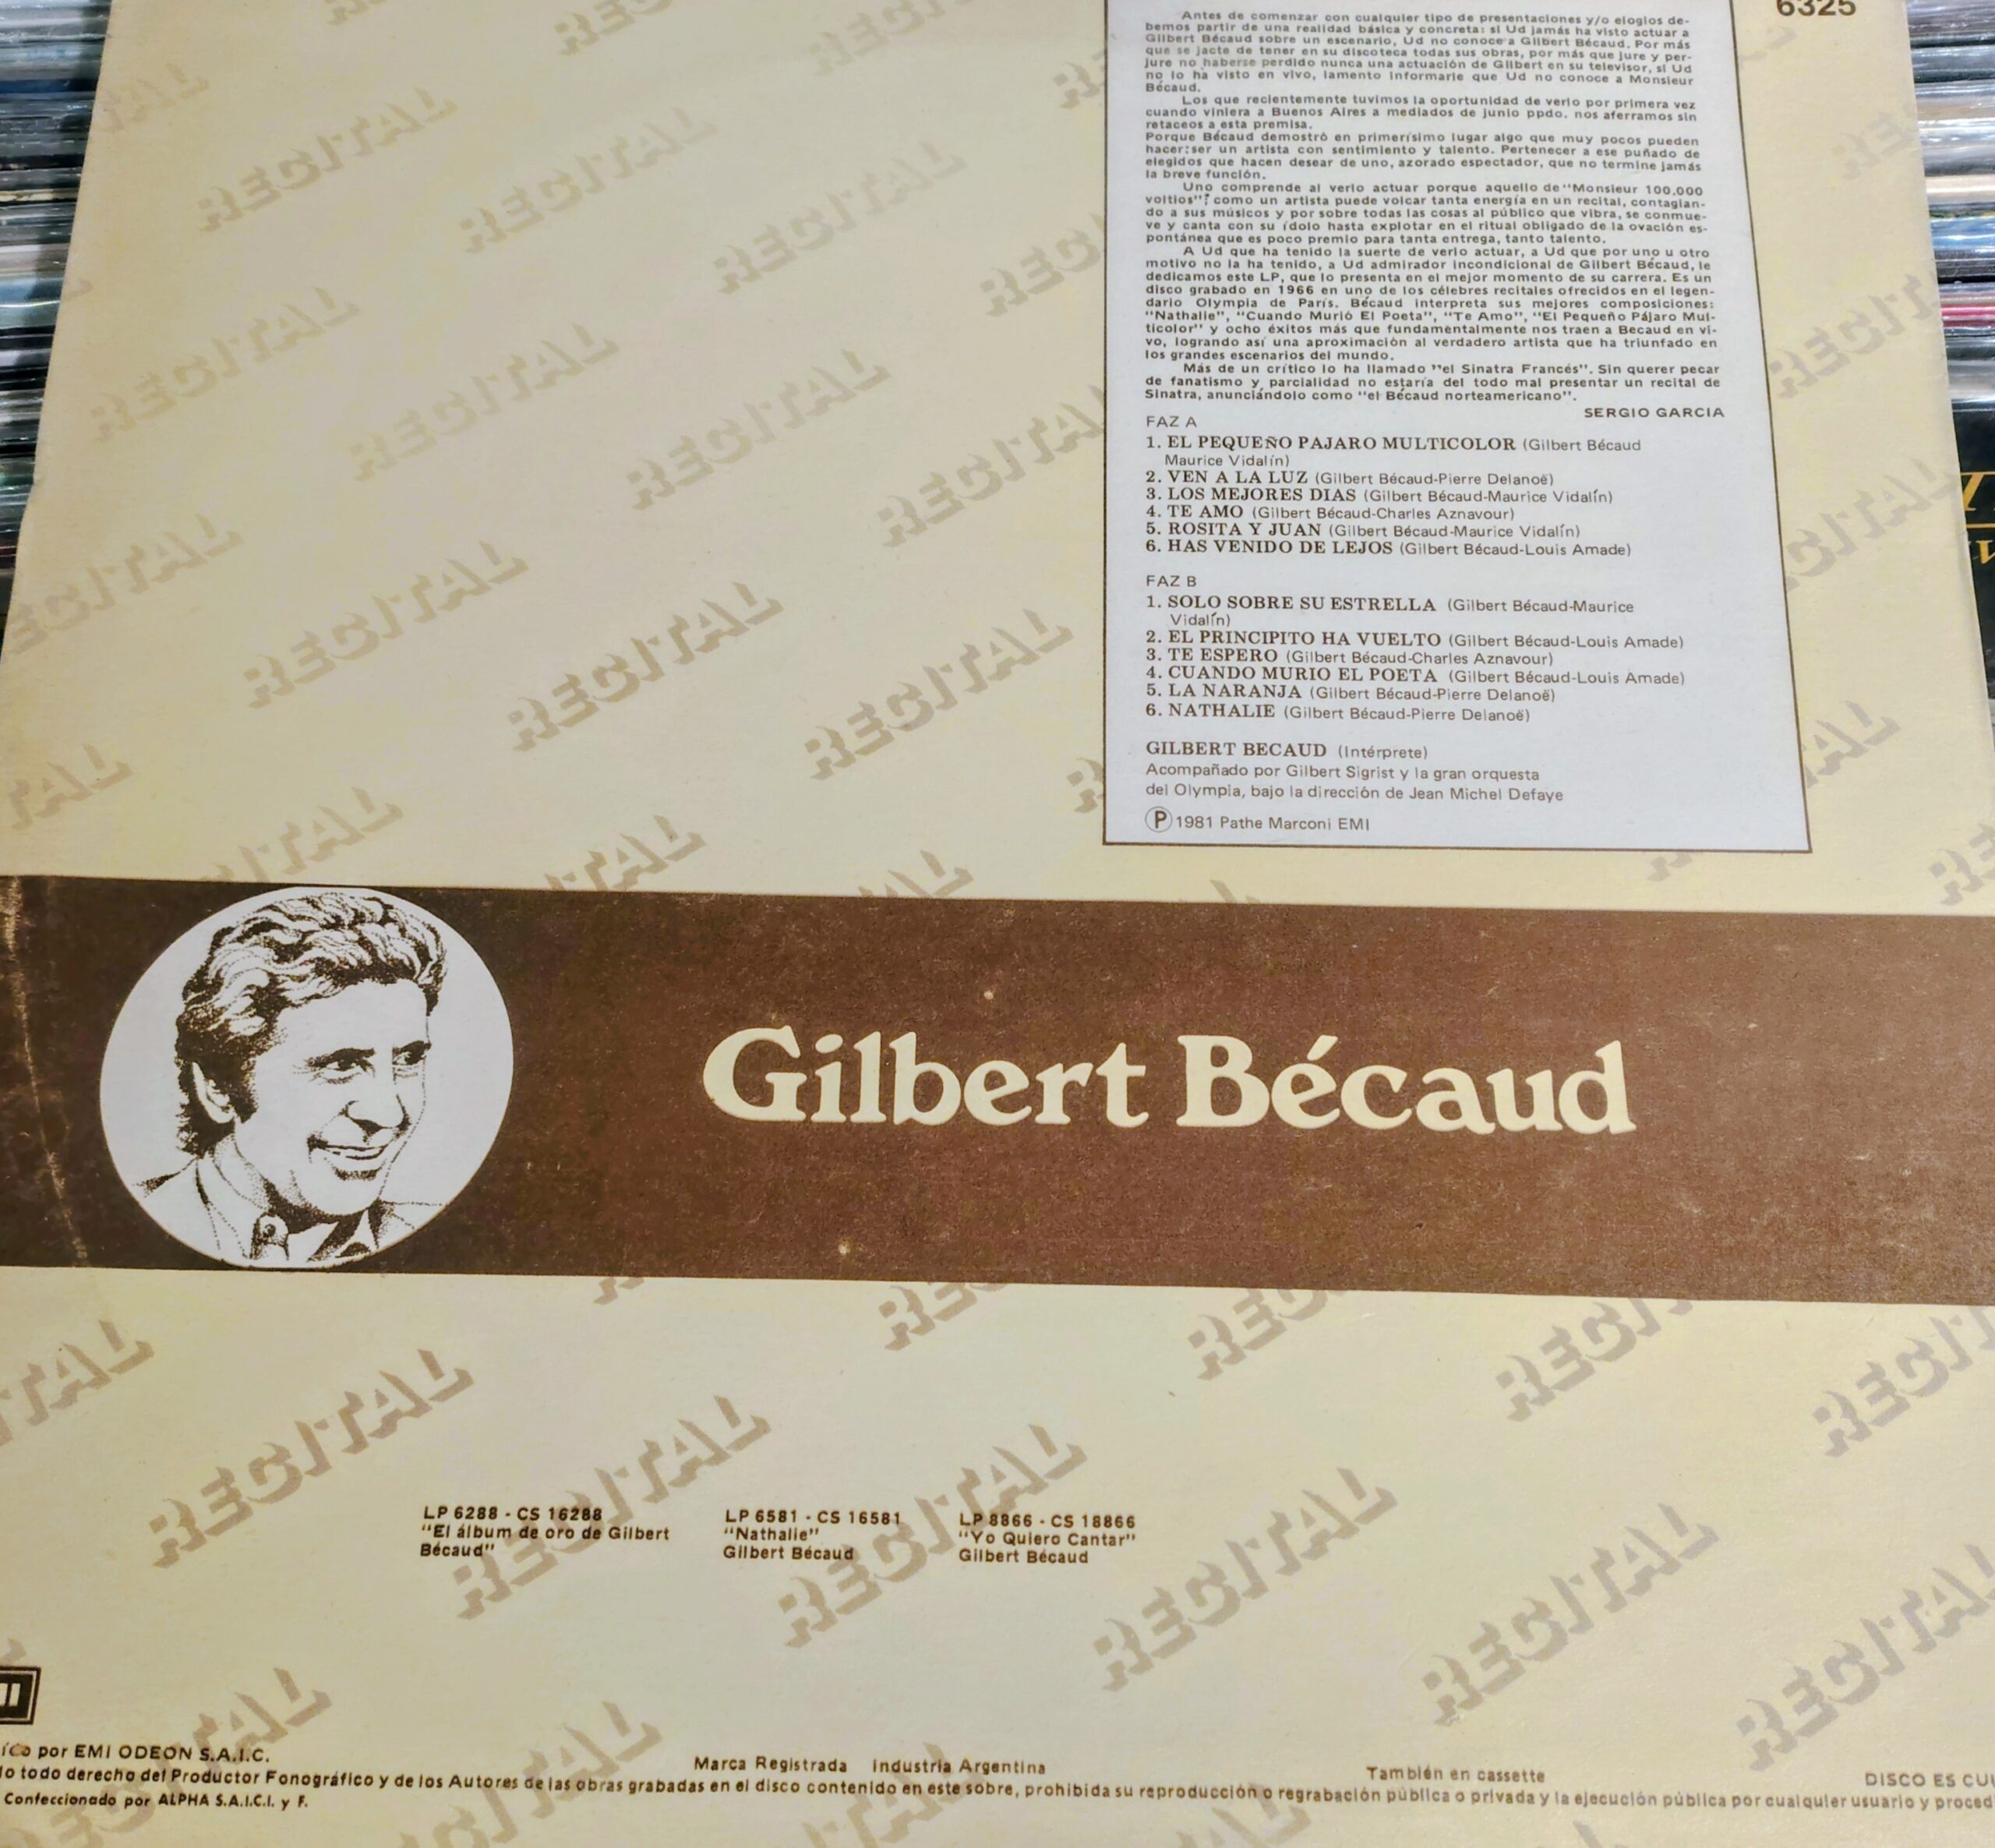 6325
Antes de comenzar con cualquier tipo de presentaciones y/o elogios de-
bemos partir de una realidad básica y concreta: si Ud jamás ha visto actuar a
Gilbert Bécaud sobre un escenario, Ud no conoce a Gilbert Bécaud. Por más
que se jacte de tener en su discoteca todas sus obras, por más que jure y per-
jure no haberse perdido nunca una actuación de Gilbert en su televisor, si Ud
no lo ha visto en vivo, lamento informarle que Ud no conoce a Monsieur
Bécaud.
Los que recientemente tuvimos la oportunidad de verlo por primera vez
cuando viniera a Buenos Aires a mediados de junio ppdo. nos aferramos sin
retaceos a esta premisa.
Porque Bécaud demostró en primerísimo lugar algo que muy pocos pueden
hacer:ser un artista con sentimiento y talento. Pertenecer a ese puñado de
elegidos que hacen desear de uno, azorado espectador, que no termine jamás
la breve función.
Uno comprende al verlo actuar porque aquello de "Monsieur 100.000
voltios"; como un artista puede volcar tanta energía en un recital, contagian-
do a sus músicos y por sobre todas las cosas al público que vibra, se conmue-
ve y canta con su ídolo hasta explotar en el ritual obligado de la ovación es-
pontánea que es poco premio para tanta entrega, tanto talento.
A Ud que ha tenido la suerte de verlo actuar, a Ud que por uno u otro
motivo no la ha tenido, a Ud admirador incondicional de Gilbert Bécaud, le
dedicamos este LP, que lo presenta en el mejor momento de su carrera. Es un
disco grabado en 1966 en uno de los célebres recitales ofrecidos en el legen-
dario Olympia de París. Bécaud interpreta sus mejores composiciones:
"Nathalie", "Cuando Murió El Poeta", "Te Amo", "El Pequeño Pájaro Mul-
ticolor" y ocho éxitos más que fundamentalmente nos traen a Becaud en vi-
vo, logrando así una aproximación al verdadero artista que ha triunfado en
los grandes escenarios del mundo.
Más de un crítico lo ha llamado "el Sinatra Francés". Sin querer pecar
de fanatismo y parcialidad no estaría del todo mal presentar un recital de
Sinatra, anunciándolo como "el Bécaud norteamericano".
SERGIO GARCIA
FAZ A
1. EL PEQUEÑO PAJARO MULTICOLOR (Gilbert Bécaud
Maurice Vidalín)
2. VEN A LA LUZ (Gilbert Bécaud-Pierre Delanoë)
3. LOS MEJORES DIAS (Gilbert Bécaud-Maurice Vidalín)
4. TE AMO (Gilbert Bécaud-Charles Aznavour)
5. ROSITA Y JUAN (Gilbert Bécaud-Maurice Vidalín)
6. HAS VENIDO DE LEJOS (Gilbert Bécaud-Louis Amade)
FAZ B
1. SOLO SOBRE SU ESTRELLA (Gilbert Bécaud-Maurice
Vidalín)
2. EL PRINCIPITO HA VUELTO (Gilbert Bécaud-Louis Amade)
3. TE ESPERO (Gilbert Bécaud-Charles Aznavour)
4. CUANDO MURIO EL POETA (Gilbert Bécaud-Louis Amade)
5. LA NARANJA (Gilbert Bécaud-Pierre Delanoë)
6. NATHALIE (Gilbert Bécaud-Pierre Delanoë)
GILBERT BECAUD (Intérprete)
Acompañado por Gilbert Sigrist y la gran orquesta
del Olympia, bajo la dirección de Jean Michel Defaye
Ⓟ 1981 Pathe Marconi EMI
RECITAL
Gilbert Bécaud
LP 6288 - CS 16288
"El álbum de oro de Gilbert
Bécaud"
LP 6581 - CS 16581
"Nathalie"
Gilbert Bécaud
LP 8866 - CS 18866
"Yo Quiero Cantar"
Gilbert Bécaud
por EMI ODEON S.A.I.C.
Marca Registrada Industria Argentina
También en cassette
DISCO ES
todo derecho del Productor Fonográfico y de los Autores de las obras grabadas en el disco contenido en este sobre, prohibida su reproducción o regrabación pública o privada y la ejecución pública por cualquier usuario y
Confeccionado por ALPHA S.A.I.C.I. y F.